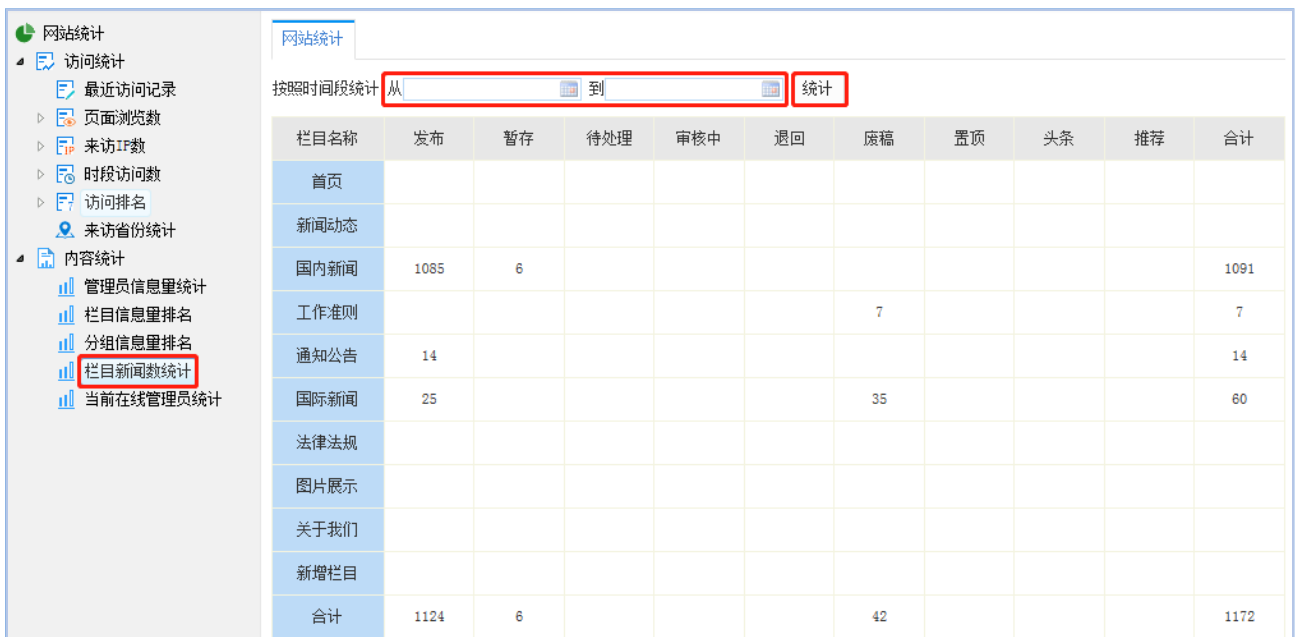 网站统计
访问统计
最近访问记录
页面浏览数
来访IP数
时段访问数
访问排名
来访省份统计
内容统计
管理员信息量统计
栏目信息量排名
分组信息量排名
栏目新闻数统计
当前在线管理员统计
网站统计
按照时间段统计 从 到 统计
栏目名称 发布 暂存 待处理 审核中 退回 废稿 置顶 头条 推荐 合计
首页
新闻动态
国内新闻 1085 6 1091
工作准则 7 7
通知公告 14 14
国际新闻 25 35 60
法律法规
图片展示
关于我们
新增栏目
合计 1124 6 42 1172